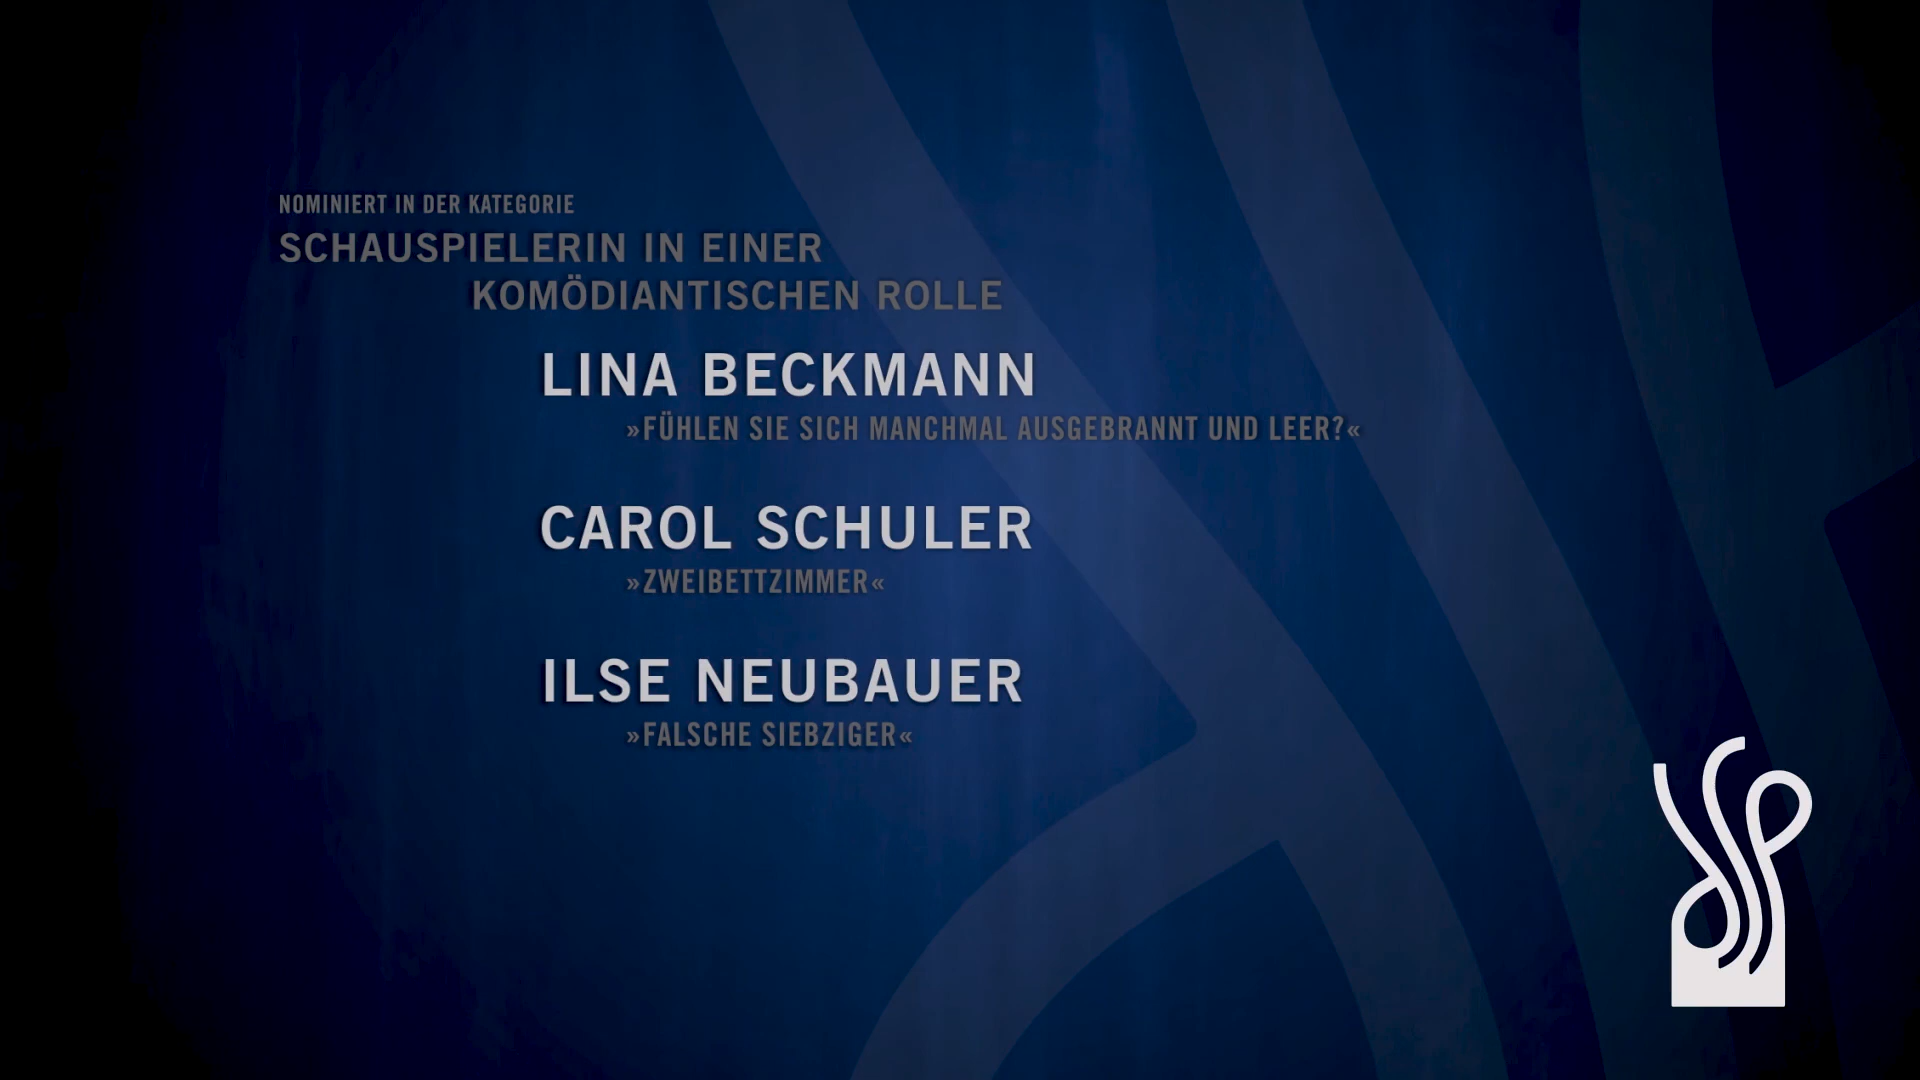 NOMINIERT IN DER KATEGORIE
SCHAUSPIELERIN IN EINER
KOMÖDIANTISCHEN ROLLE
LINA BECKMANN
»FÜHLEN SIE SICH MANCHMAL AUSGEBRANNT UND LEER?«
CAROL SCHULER
»ZWEIBETTZIMMER«
ILSE NEUBAUER
»FALSCHE SIEBZIGER«